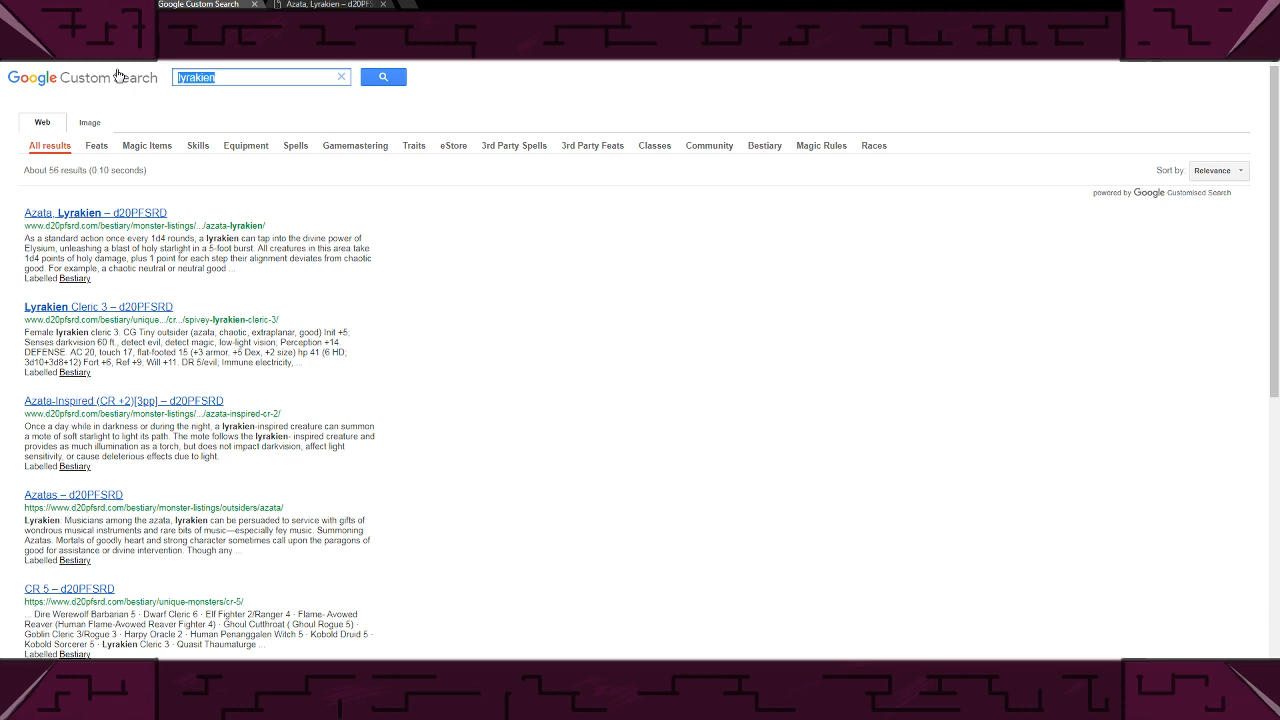 Google Custom Search
Azata, Lyrakien – d20PFS
Google Custom Search
lyrakien
Web
Image
All results Feats Magic Items Skills Equipment Spells Gamemastering Traits eStore 3rd Party Spells 3rd Party Feats Classes Community Bestiary Magic Rules Races
About 56 results (0.10 seconds)
Sort by: Relevance
powered by Google Customised Search
Azata, Lyrakien – d20PFSRD
www.d20pfsrd.com/bestiary/monster-listings/.../azata-lyrakien/
As a standard action once every 1d4 rounds, a lyrakien can tap into the divine power of
Elysium, unleashing a blast of holy starlight in a 5-foot burst. All creatures in this area take
1d4 points of holy damage, plus 1 point for each step their alignment deviates from chaotic
good. For example, a chaotic neutral or neutral good ...
Labelled Bestiary
Lyrakien Cleric 3 – d20PFSRD
www.d20pfsrd.com/bestiary/unique.../cr.../spivey-lyrakien-cleric-3/
Female lyrakien cleric 3. CG Tiny outsider (azata, chaotic, extraplanar, good) Init +5;
Senses darkvision 60 ft., detect evil, detect magic, low-light vision; Perception +14.
DEFENSE. AC 20, touch 17, flat-footed 15 (+3 armor, +5 Dex, +2 size) hp 41 (6 HD;
3d10+3d8+12) Fort +6, Ref +9, Will +11. DR 5/evil; Immune electricity, ...
Labelled Bestiary
Azata-Inspired (CR +2)[3pp] – d20PFSRD
www.d20pfsrd.com/bestiary/monster-listings/.../azata-inspired-cr-2/
Once a day while in darkness or during the night, a lyrakien-inspired creature can summon
a mote of soft starlight to light its path. The mote follows the lyrakien- inspired creature and
provides as much illumination as a torch, but does not impact darkvision, affect light
sensitivity, or cause deleterious effects due to light.
Labelled Bestiary
Azatas – d20PFSRD
https://www.d20pfsrd.com/bestiary/monster-listings/outsiders/azata/
Lyrakien: Musicians among the azata, lyrakien can be persuaded to service with gifts of
wondrous musical instruments and rare bits of music—especially fey music. Summoning
Azatas. Mortals of goodly heart and strong character sometimes call upon the paragons of
good for assistance or divine intervention. Though any ...
Labelled Bestiary
CR 5 – d20PFSRD
https://www.d20pfsrd.com/bestiary/unique-monsters/cr-5/
... Dire Werewolf Barbarian 5 · Dwarf Cleric 6 · Elf Fighter 2/Ranger 4 · Flame- Avowed
Reaver (Human Flame-Avowed Reaver Fighter 4) · Ghoul Cutthroat ( Ghoul Rogue 5) ·
Goblin Cleric 3/Rogue 3 · Harpy Oracle 2 · Human Penanggalen Witch 5 · Kobold Druid 5 ·
Kobold Sorcerer 5 · Lyrakien Cleric 3 · Quasit Thaumaturge ...
Labelled Bestiary